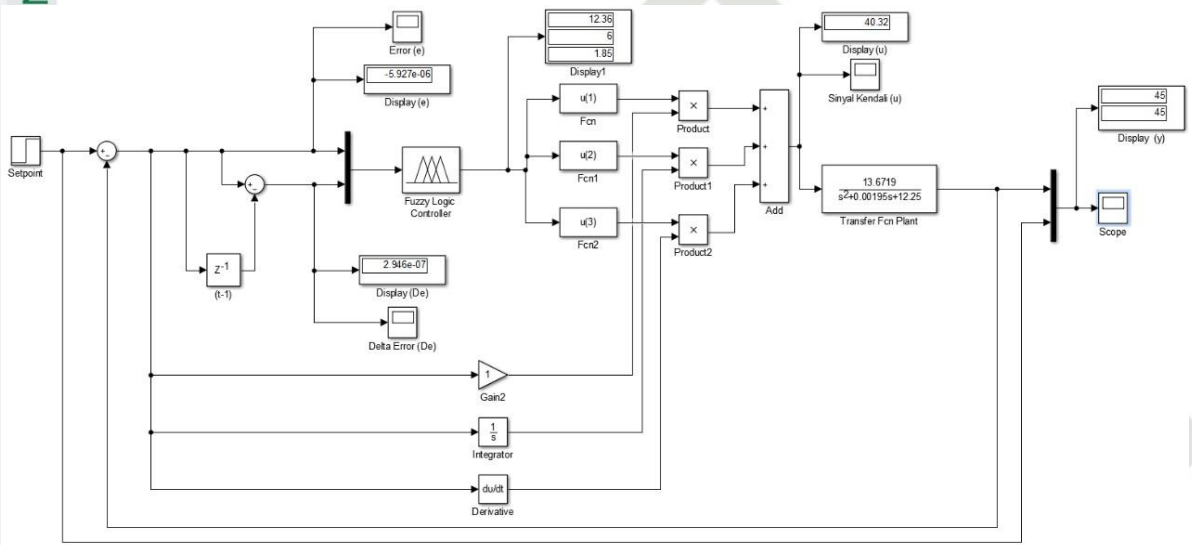 Setpoint
+
-
+
-
Z-1
(t-1)
Error (e)
-5.927e-06
Display (e)
Fuzzy Logic
Controller
2.946e-07
Display (De)
Delta Error (De)
1
Gain2
1
s
Integrator
du/dt
Derivative
12.36
6
1.85
Display1
u(1)
Fcn
u(2)
Fcn1
u(3)
Fcn2
×
Product
×
Product1
×
Product2
+
+
+
Add
40.32
Display (u)
Sinyal Kendali (u)
13.6719
s2+0.00195s+12.25
Transfer Fcn Plant
45
45
Display (y)
Scope